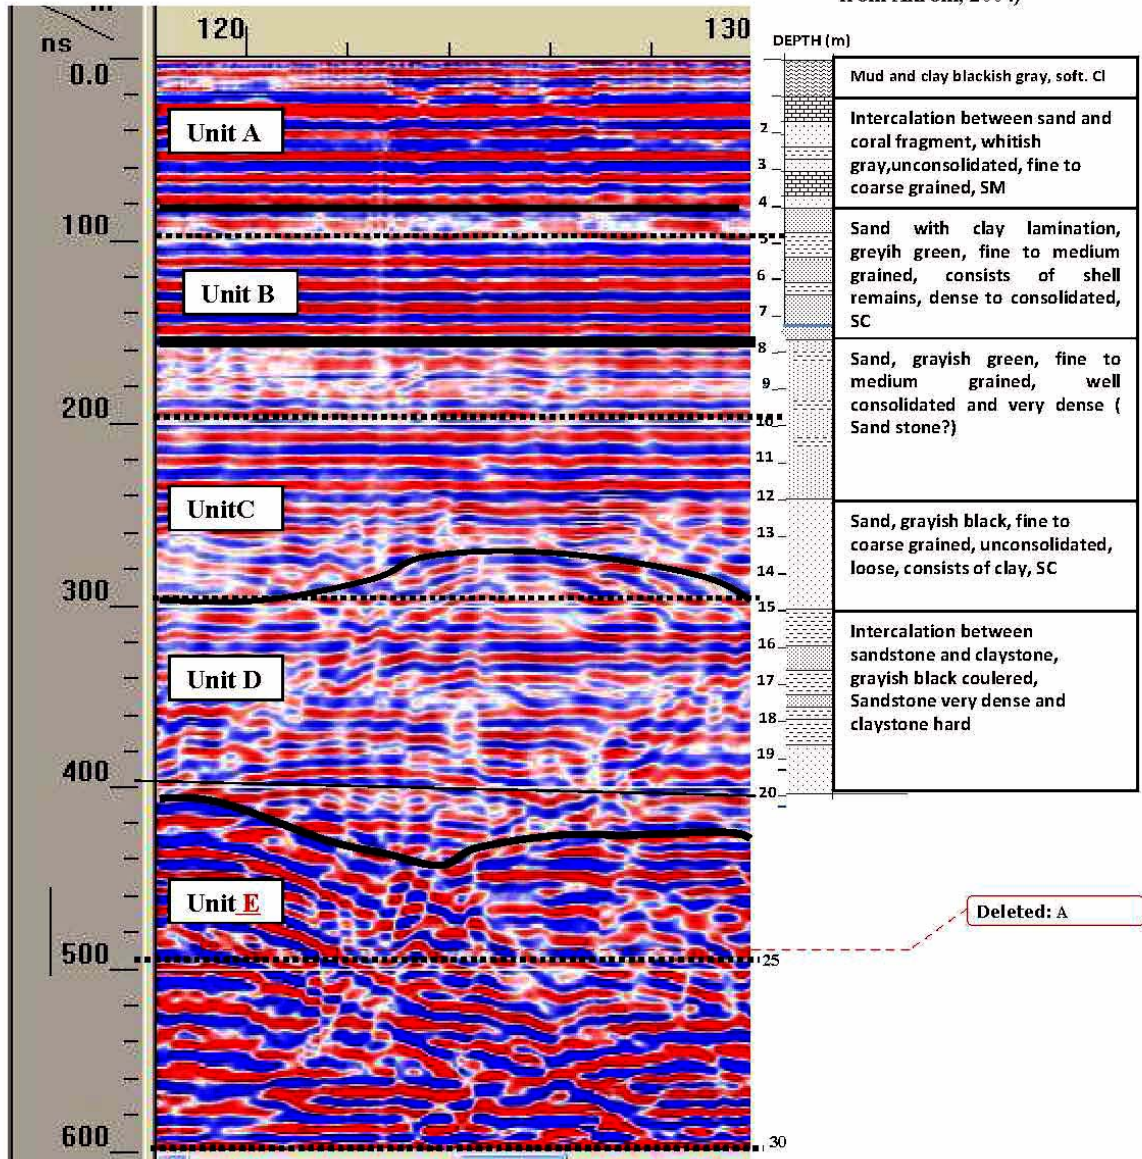 from Antoni, 2004)
m
ns
120
130
DEPTH (m)
0.0
100
200
300
400
500
600
Unit A
Unit B
UnitC
Unit D
Unit E
2
3
4
5
6
7
8
9
10
11
12
13
14
15
16
17
18
19
20
25
30
Mud and clay blackish gray, soft. Cl
Intercalation between sand and
coral fragment, whitish
gray,unconsolidated, fine to
coarse grained, SM
Sand with clay lamination,
greyih green, fine to medium
grained, consists of shell
remains, dense to consolidated,
SC
Sand, grayish green, fine to
medium grained, well
consolidated and very dense (
Sand stone?)
Sand, grayish black, fine to
coarse grained, unconsolidated,
loose, consists of clay, SC
Intercalation between
sandstone and claystone,
grayish black coulered,
Sandstone very dense and
claystone hard
Deleted: A